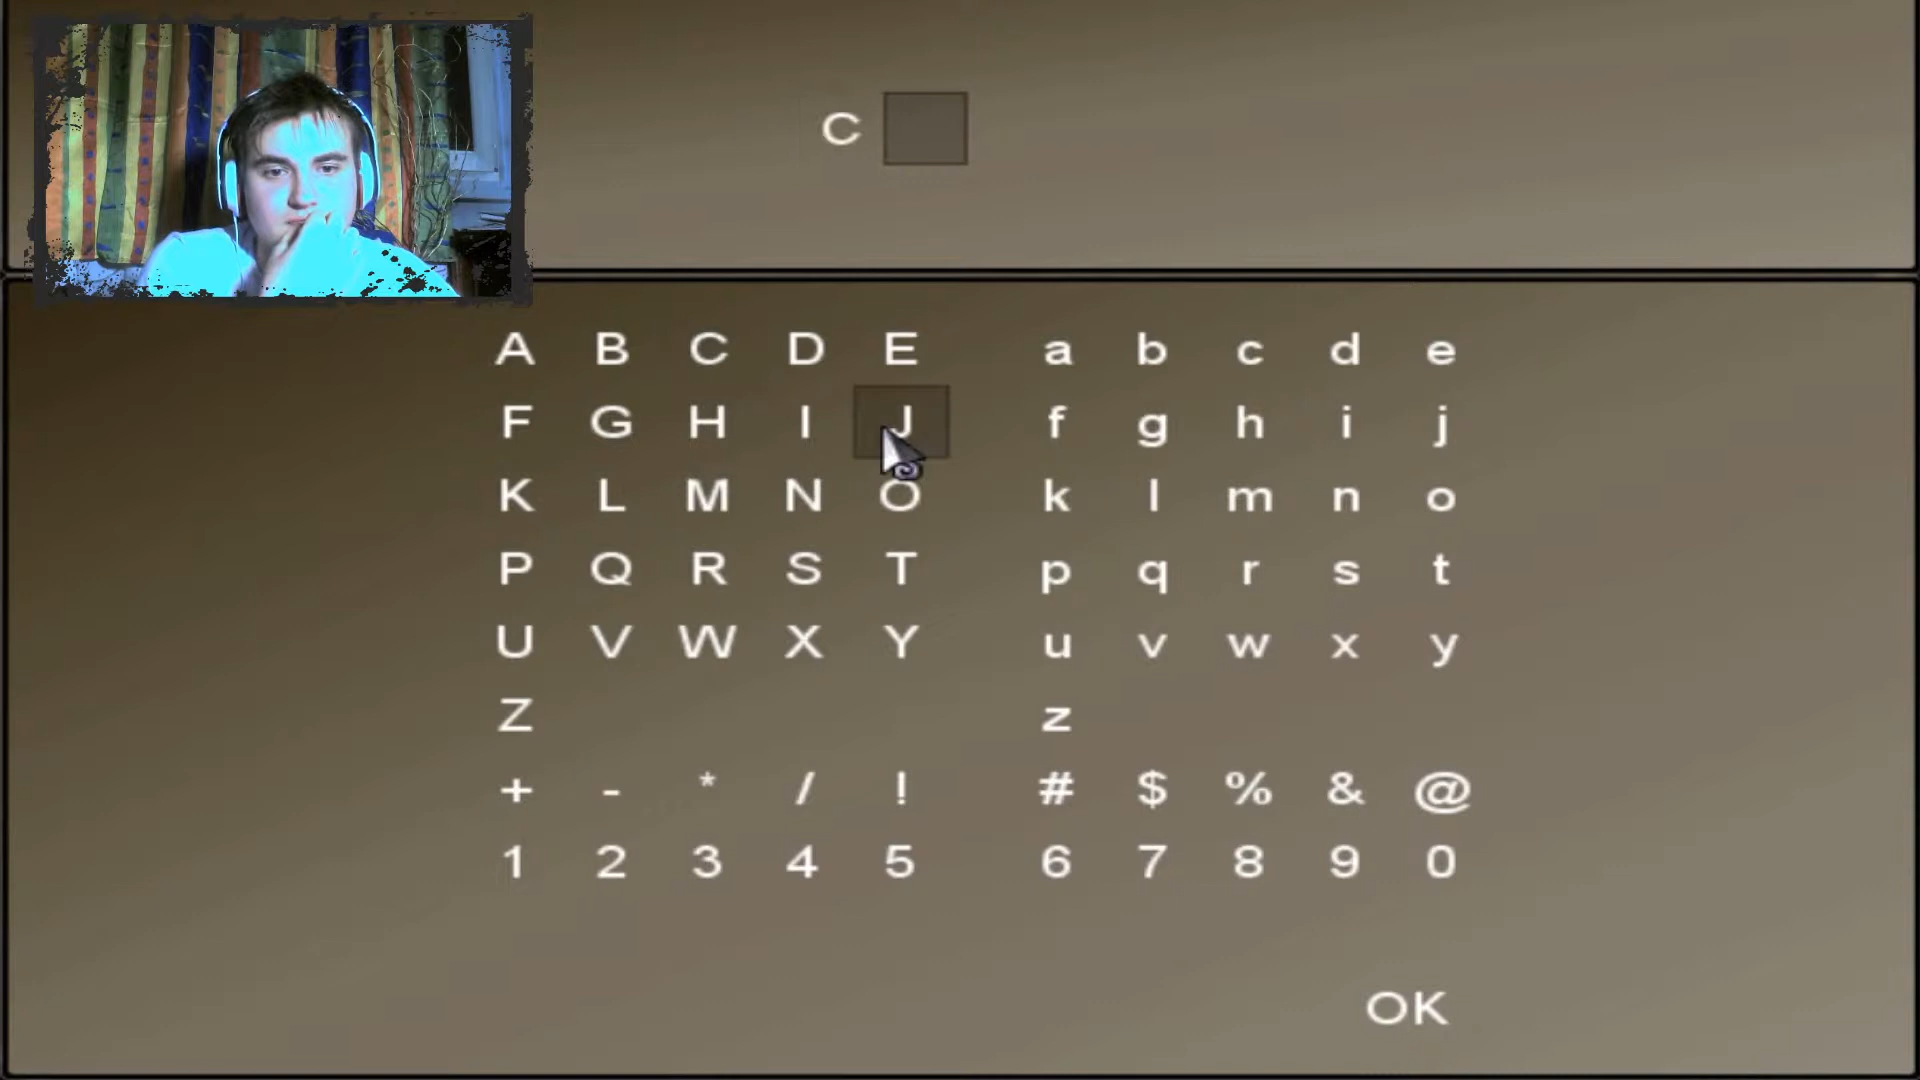 C
A B C D E a b c d e
F G H I J f g h i j
K L M N O k l m n o
P Q R S T p q r s t
U V W X Y u v w x y
Z z
+ - * / ! # $ % & @
1 2 3 4 5 6 7 8 9 0
OK